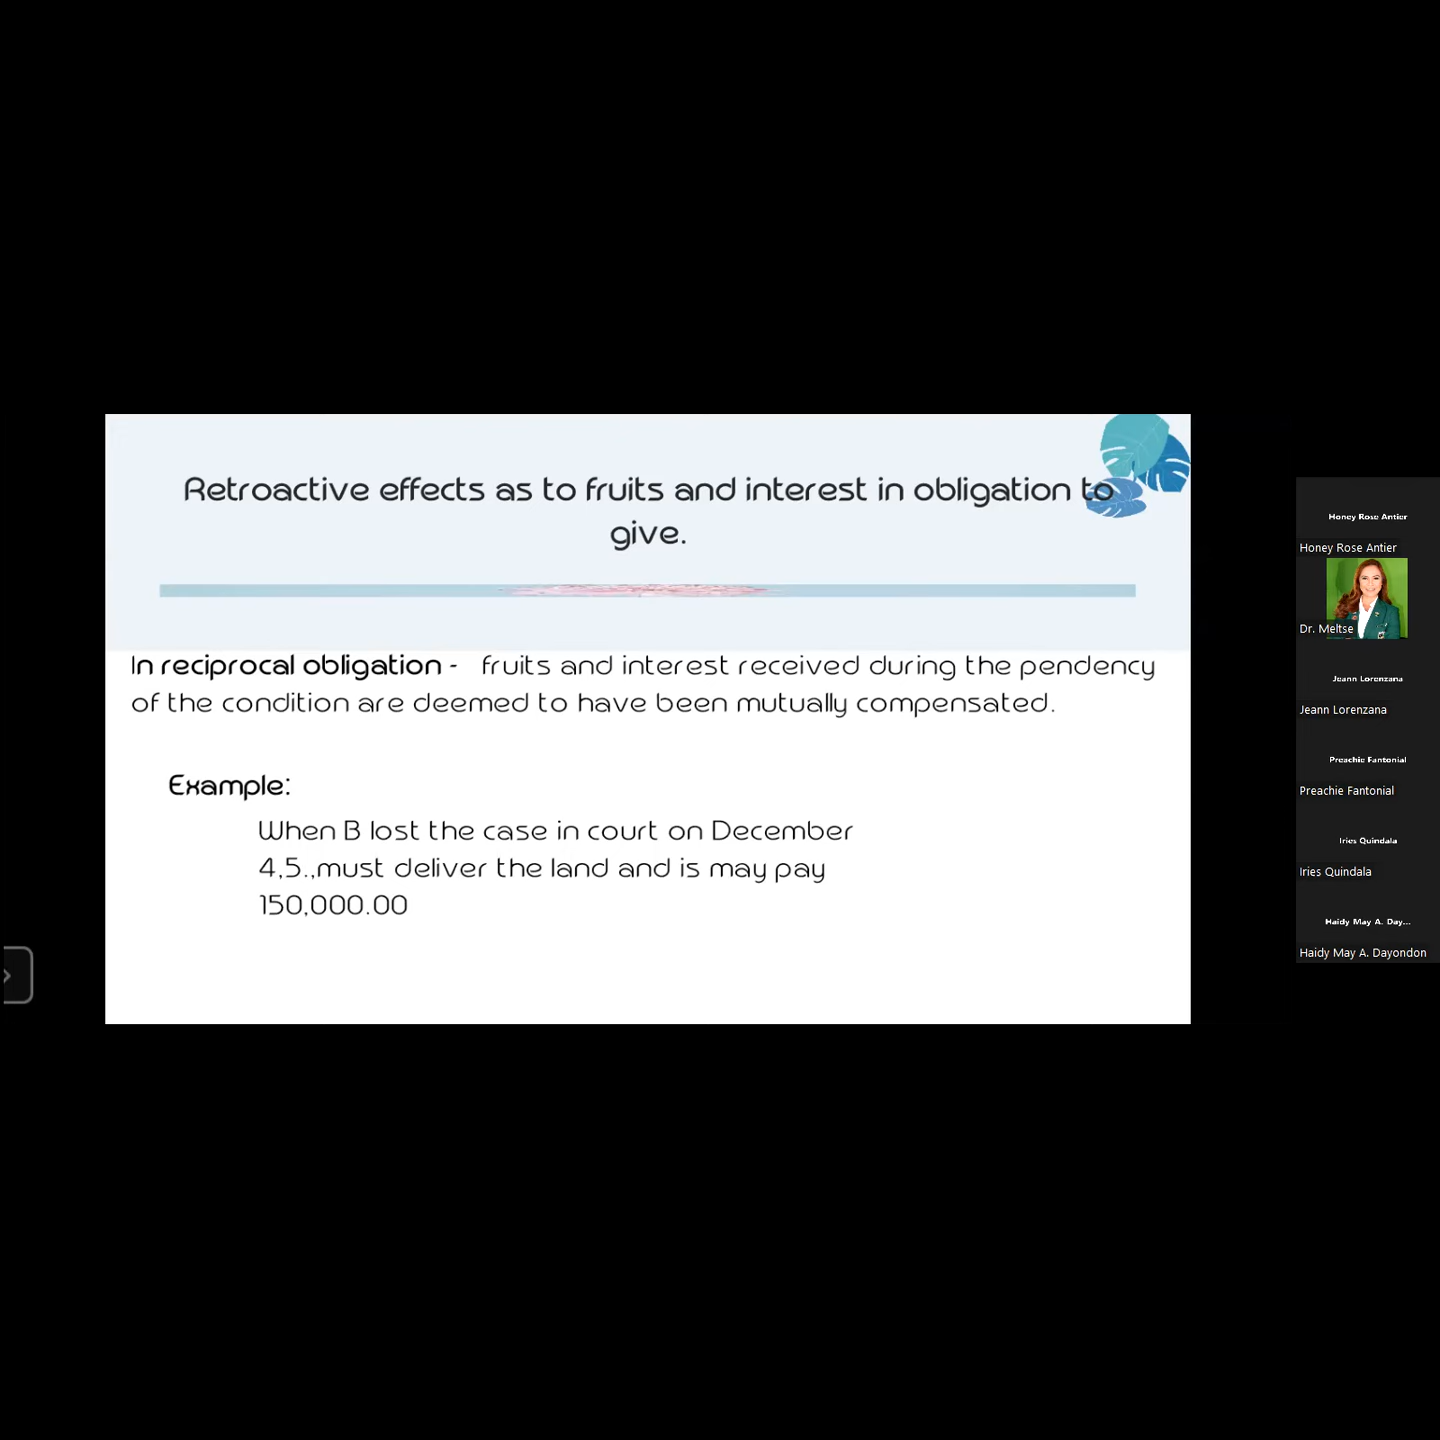 Retroactive effects as to fruits and interest in obligation to
give.
In reciprocal obligation - fruits and interest received during the pendency
of the condition are deemed to have been mutually compensated.
Example:
When B lost the case in court on December
4,5.,must deliver the land and is may pay
150,000.00
Honey Rose Antier
Honey Rose Antier
Dr. Meltse
Jeann Lorenzana
Jeann Lorenzana
Preachie Fantonial
Preachie Fantonial
Iries Quindala
Iries Quindala
Haidy May A. Day...
Haidy May A. Dayondon